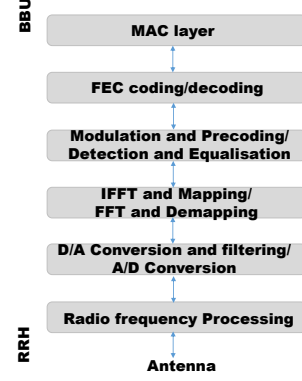 BBU
MAC layer
FEC coding/decoding
Modulation and Precoding/
Detection and Equalisation
IFFT and Mapping/
FFT and Demapping
D/A Conversion and filtering/
A/D Conversion
Radio frequency Processing
RRH
Antenna